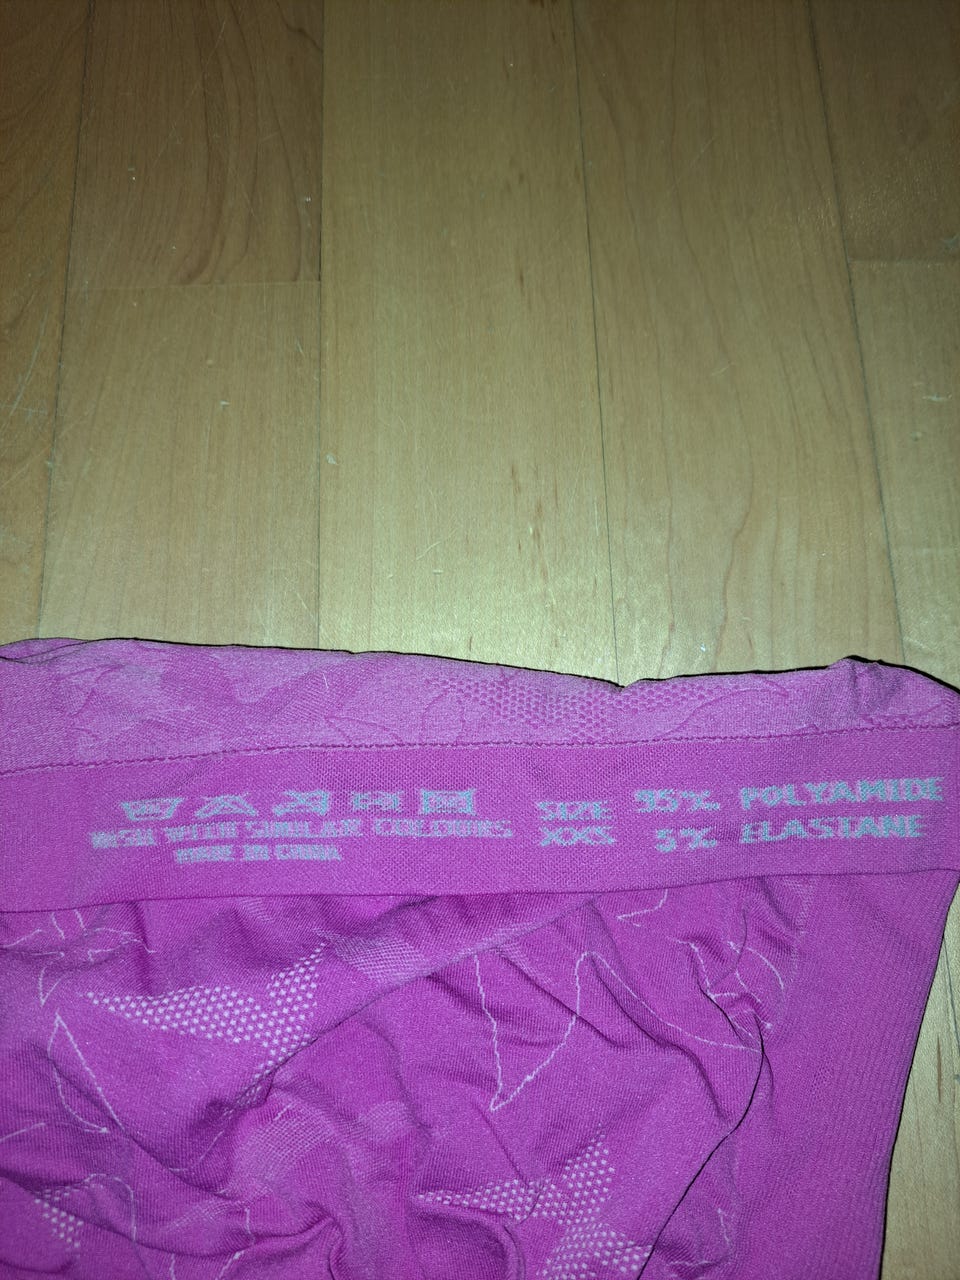 WASH WITH SIMILAR COLOURS
MADE IN CHINA
SIZE
XXS
95% POLYAMIDE
5% ELASTANE